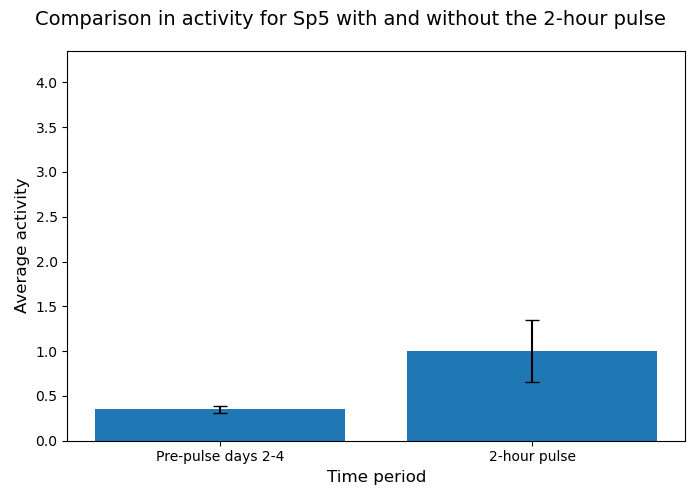 Comparison in activity for Sp5 with and without the 2-hour pulse
4.0
3.5
3.0
2.5
2.0
1.5
1.0
0.5
0.0
Average activity
Pre-pulse days 2-4
2-hour pulse
Time period